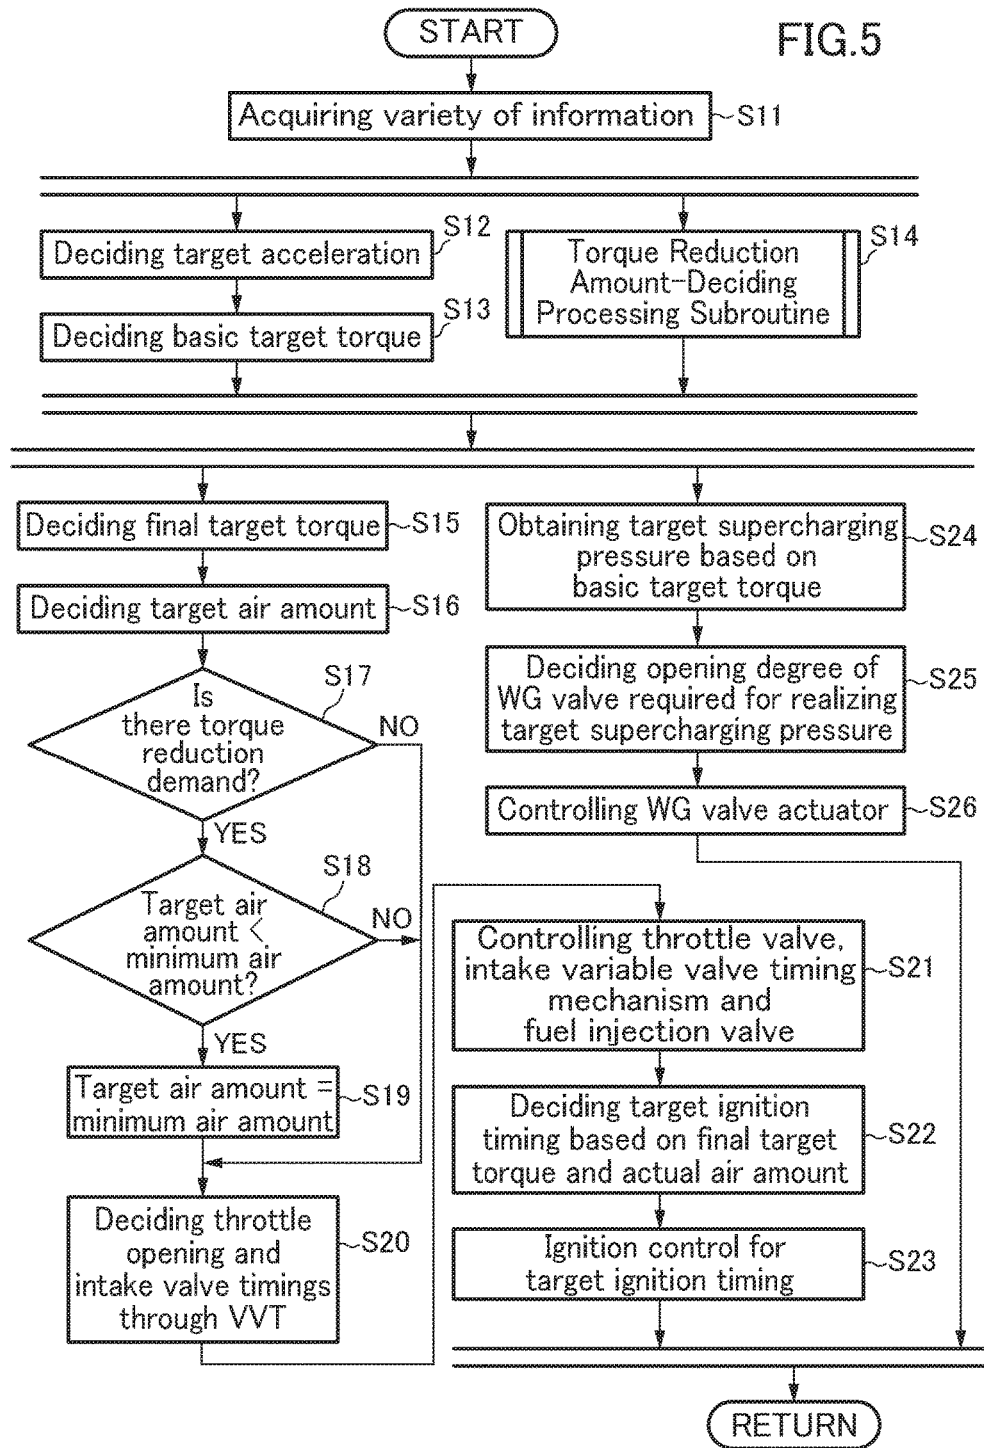 START
FIG.5
Acquiring variety of information
S11
Deciding target acceleration
S12
Deciding basic target torque
S13
Torque Reduction
Amount-Deciding
Processing Subroutine
S14
Deciding final target torque
S15
Deciding target air amount
S16
Is
there torque
reduction
demand?
S17
NO
YES
Target air
amount <
minimum air
amount?
S18
NO
YES
Target air amount =
minimum air amount
S19
Deciding throttle
opening and
intake valve timings
through VVT
S20
Obtaining target supercharging
pressure based on
basic target torque
S24
Deciding opening degree of
WG valve required for realizing
target supercharging pressure
S25
Controlling WG valve actuator
S26
Controlling throttle valve,
intake variable valve timing
mechanism and
fuel injection valve
S21
Deciding target ignition
timing based on final target
torque and actual air amount
S22
Ignition control for
target ignition timing
S23
RETURN